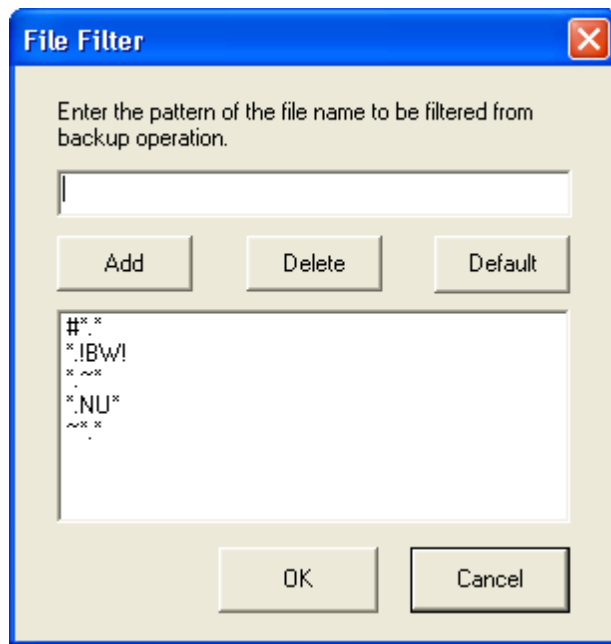 File Filter
Enter the pattern of the file name to be filtered from
backup operation.
Add
Delete
Default
#*.*
*.!BW!
*.~*
*.NU*
~*.*
OK
Cancel